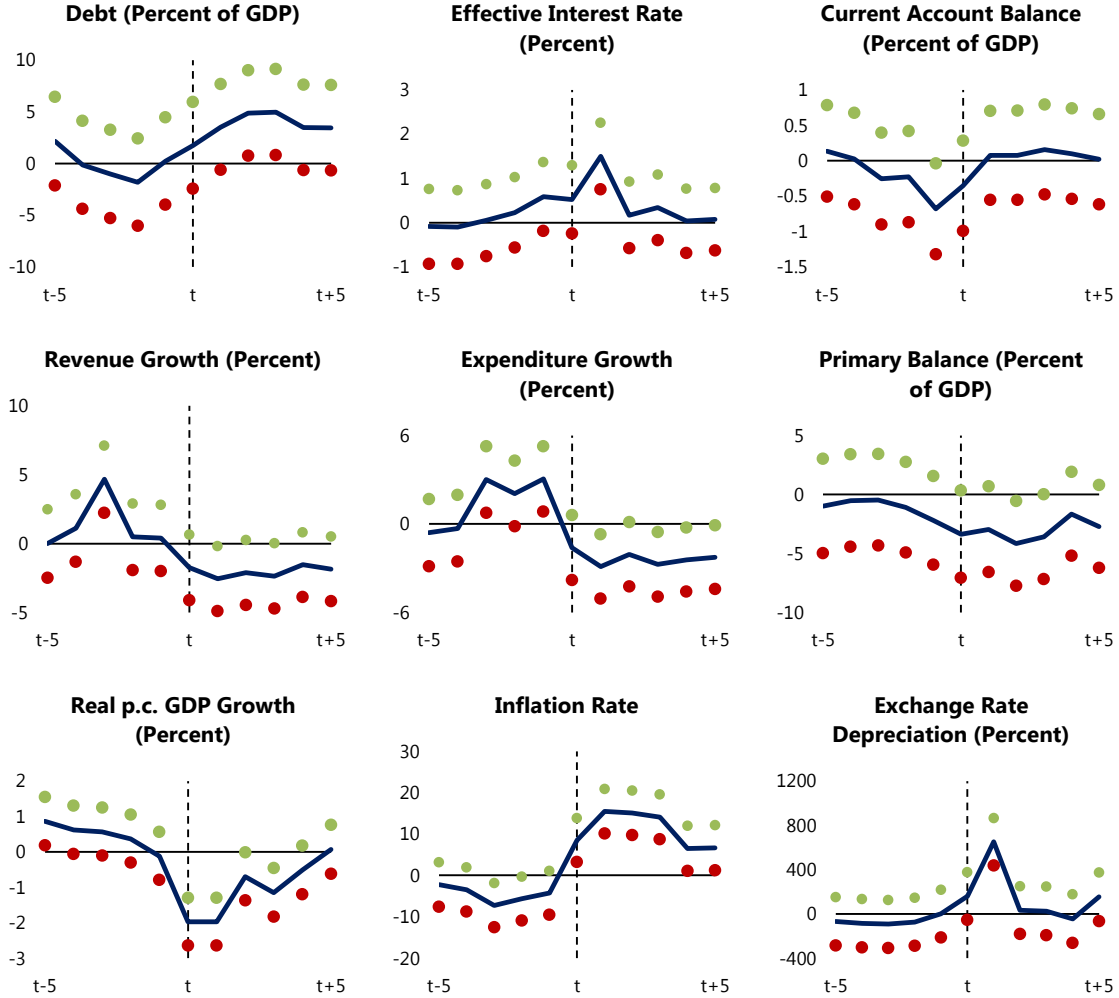 Debt (Percent of GDP)
10
5
0
-5
-10
t-5 t t+5
Effective Interest Rate
(Percent)
3
2
1
0
-1
t-5 t t+5
Current Account Balance
(Percent of GDP)
1
0.5
0
-0.5
-1
-1.5
t-5 t t+5
Revenue Growth (Percent)
10
5
0
-5
t-5 t t+5
Expenditure Growth
(Percent)
6
0
-6
t-5 t t+5
Primary Balance (Percent
of GDP)
5
0
-5
-10
t-5 t t+5
Real p.c. GDP Growth
(Percent)
2
1
0
-1
-2
-3
t-5 t t+5
Inflation Rate
30
20
10
0
-10
-20
t-5 t t+5
Exchange Rate
Depreciation (Percent)
1200
800
400
0
-400
t-5 t t+5